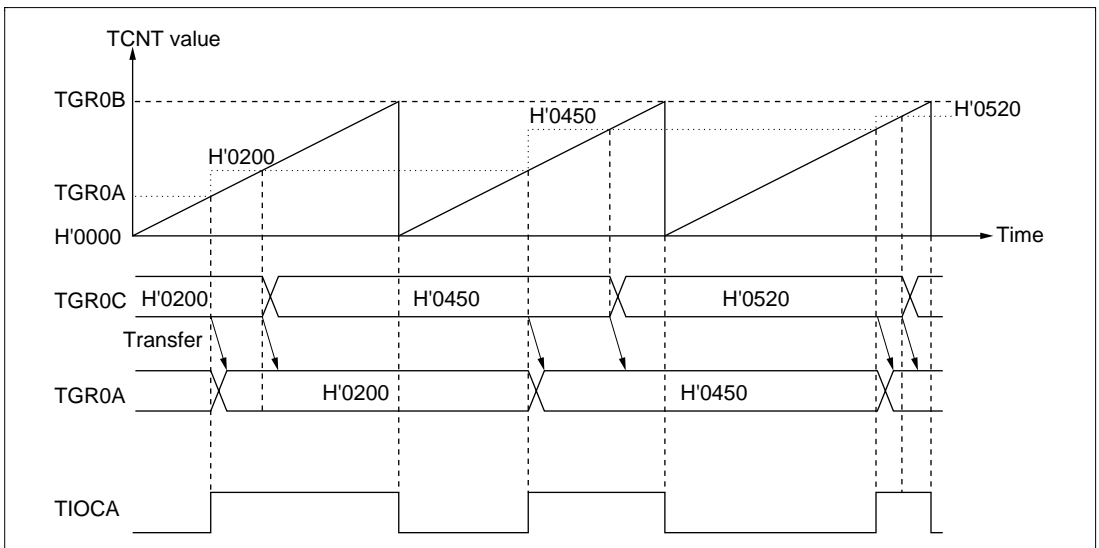 TCNT value
TGR0B
H'0450
H'0520
H'0200
TGR0A
H'0000
Time
TGR0C
H'0200
H'0450
H'0520
Transfer
TGR0A
H'0200
H'0450
TIOCA